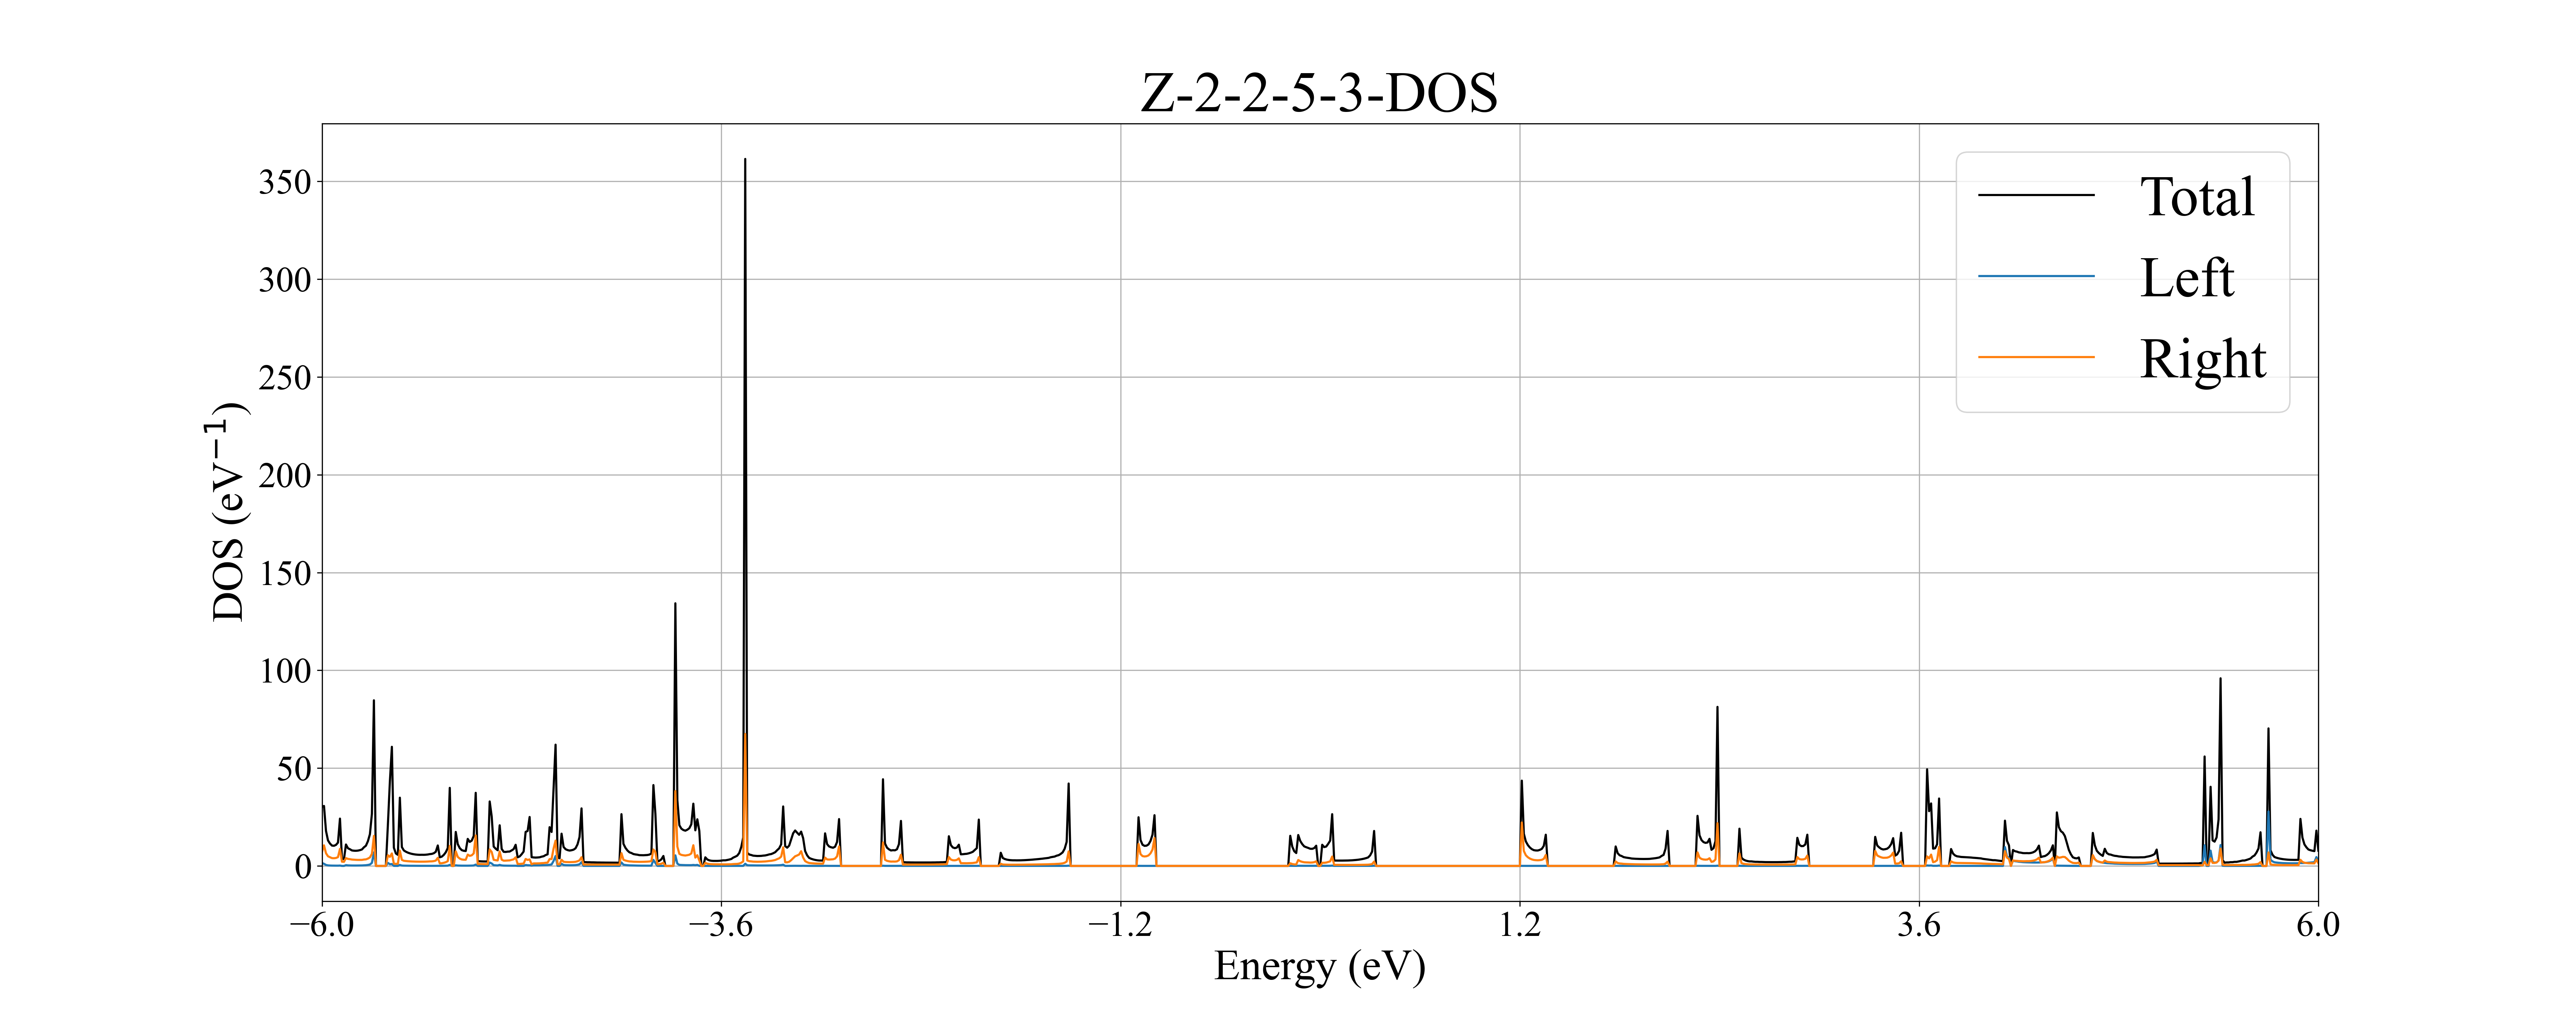 Z-2-2-5-3-DOS
Total
Left
Right
DOS (eV⁻¹)
350
300
250
200
150
100
50
0
−6.0
−3.6
−1.2
1.2
3.6
6.0
Energy (eV)